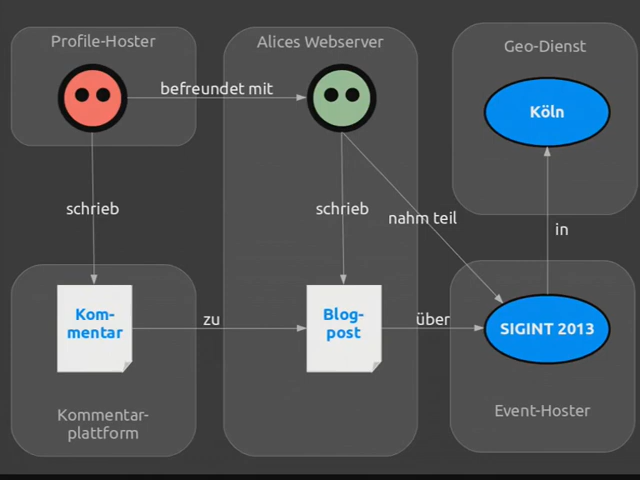 Profile-Hoster
Alices Webserver
Geo-Dienst
befreundet mit
Köln
schrieb
schrieb
nahm teil
in
Kom-
mentar
zu
Blog-
post
über
SIGINT 2013
Kommentar-
plattform
Event-Hoster